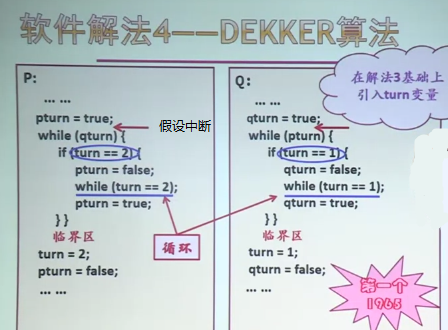 软件解法4——DEKKER算法
P:
... ...
pturn = true;
while (qturn) {
if (turn == 2) {
pturn = false;
while (turn == 2);
pturn = true;
} }
临界区
turn = 2;
pturn = false;
... ...
假设中断
循环
Q:
... ...
qturn = true;
while (pturn) {
if (turn == 1) {
qturn = false;
while (turn == 1);
qturn = true;
} }
临界区
turn = 1;
qturn = false;
... ...
在解法3基础上
引入turn变量
第一个
1965